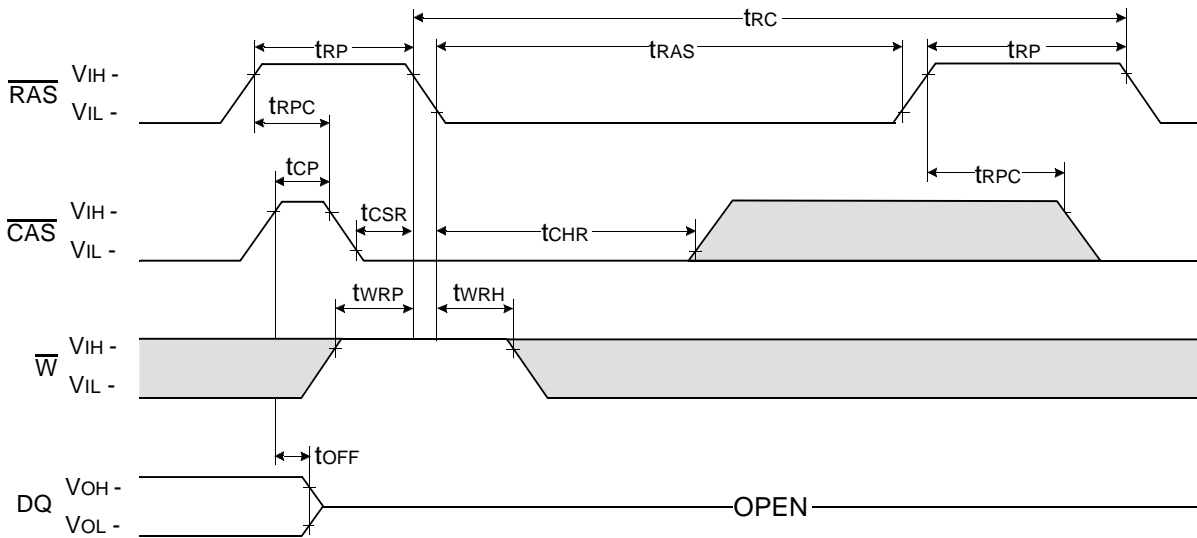 tRC
tRP
tRAS
tRP
RAS
VIH -
VIL -
tRPC
tCP
tRPC
CAS
VIH -
VIL -
tCSR
tCHR
tWRP
tWRH
W
VIH -
VIL -
tOFF
DQ
VOH -
VOL -
OPEN